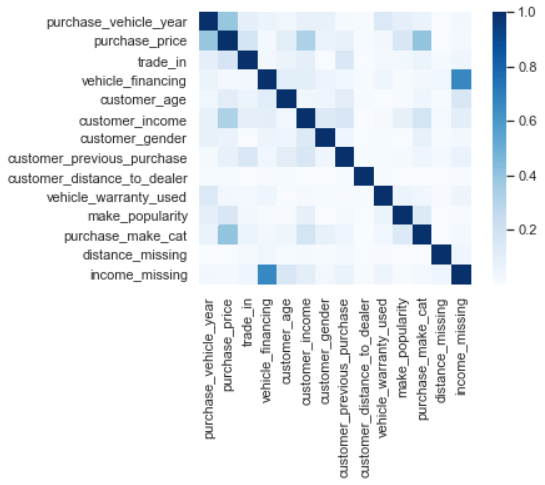 purchase_vehicle_year
purchase_price
trade_in
vehicle_financing
customer_age
customer_income
customer_gender
customer_previous_purchase
customer_distance_to_dealer
vehicle_warranty_used
make_popularity
purchase_make_cat
distance_missing
income_missing
1.0
0.8
0.6
0.4
0.2
purchase_vehicle_year
purchase_price
trade_in
vehicle_financing
customer_age
customer_income
customer_gender
customer_previous_purchase
customer_distance_to_dealer
vehicle_warranty_used
make_popularity
purchase_make_cat
distance_missing
income_missing